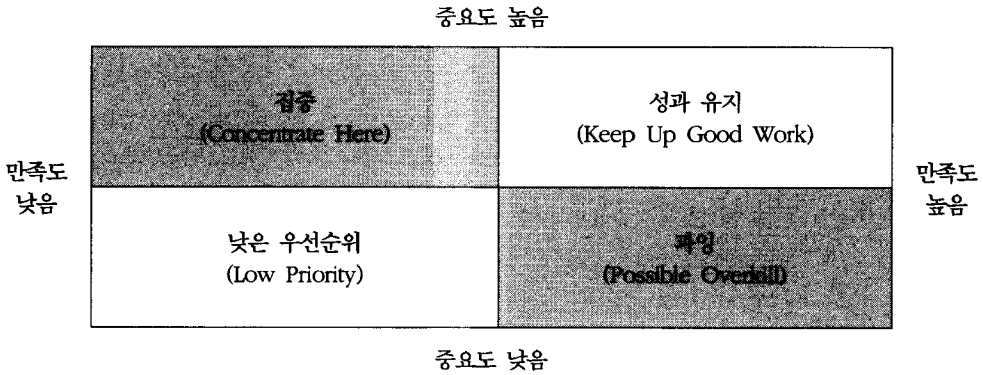 중요도 높음
집중
(Concentrate Here)
성과 유지
(Keep Up Good Work)
만족도
낮음
만족도
높음
낮은 우선순위
(Low Priority)
과잉
(Possible Overkill)
중요도 낮음